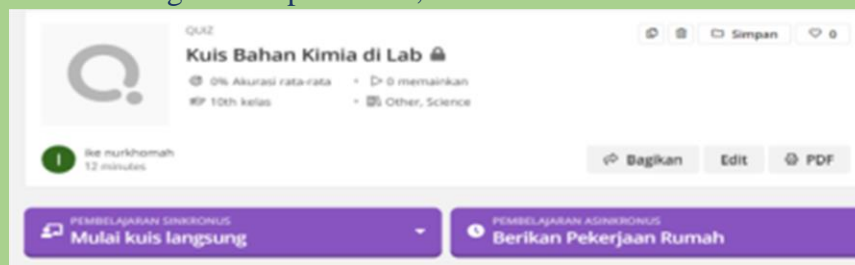 QUIZ
Kuis Bahan Kimia di Lab
Simpan
0
0% Akurasi rata-rata • 0 memainkan
10th kelas • Other, Science
I
Ike nurkhomah
12 minutes
Bagikan
Edit
PDF
PEMBELAJARAN SINKRONUS
Mulai kuis langsung
PEMBELAJARAN ASINKRONUS
Berikan Pekerjaan Rumah